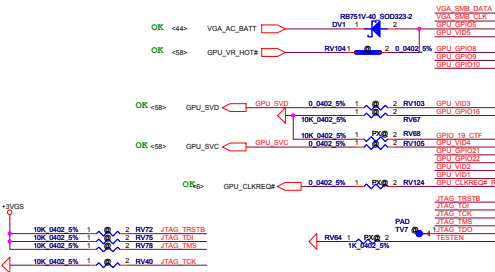 VGA_SMB_DATA
VGA_SMB_CLK
RB751V-40_SOD323-2
OK <44> VGA_AC_BATT DV1 1 2 GPU_GPIO5
GPU_VID5
OK <58> GPU_VR_HOT# RV104 1 @ 2 0_0402_5% GPU_GPIO8
GPU_GPIO9
GPU_GPIO10
OK <58> GPU_SVD GPU_SVD 0_0402_5% 1 @ 2 RV103 GPU_VID3
1 @ 2 GPU_GPIO16
10K_0402_5% RV67
10K_0402_5% 1 PX@ 2 RV68 GPIO_19_CTF
OK <58> GPU_SVC GPU_SVC 0_0402_5% 1 @ 2 RV105 GPU_VID4
GPU_GPIO21
GPU_GPIO22
GPU_VID2
GPU_VID1
OK 6> GPU_CLKREQ# 0_0402_5% 1 @ 2 RV124 GPU_CLKREQ#_R
+3VGS
JTAG_TRSTB
JTAG_TDI
JTAG_TCK
PAD JTAG_TMS
TV7 @ 1 JTAG_TDO
10K_0402_5% 1 @ 2 RV72 JTAG_TRSTB
10K_0402_5% 1 @ 2 RV75 JTAG_TDI
10K_0402_5% 1 @ 2 RV78 JTAG_TMS
RV64 1 PX@ 2 TESTEN
1K_0402_5%
10K_0402_5% 1 @ 2 RV40 JTAG_TCK